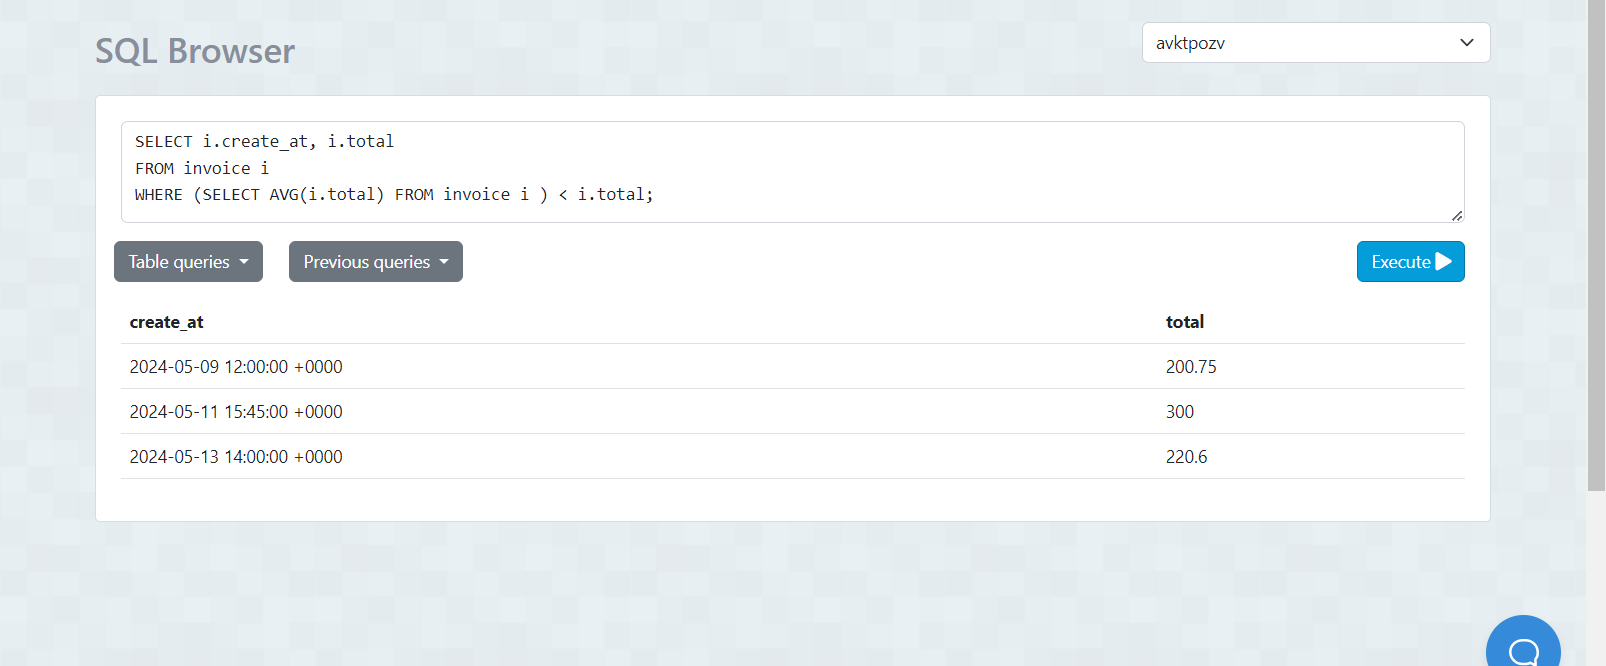 SQL Browser
avktpozv
SELECT i.create_at, i.total
FROM invoice i
WHERE (SELECT AVG(i.total) FROM invoice i ) < i.total;
Table queries
Previous queries
Execute
create_at total
2024-05-09 12:00:00 +0000 200.75
2024-05-11 15:45:00 +0000 300
2024-05-13 14:00:00 +0000 220.6